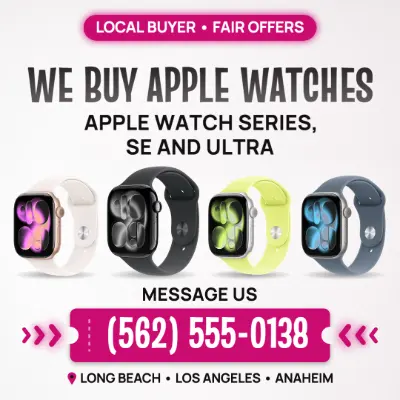 LOCAL BUYER • FAIR OFFERS
WE BUY APPLE WATCHES
APPLE WATCH SERIES,
SE AND ULTRA
MESSAGE US
(562) 555-0138
LONG BEACH • LOS ANGELES • ANAHEIM